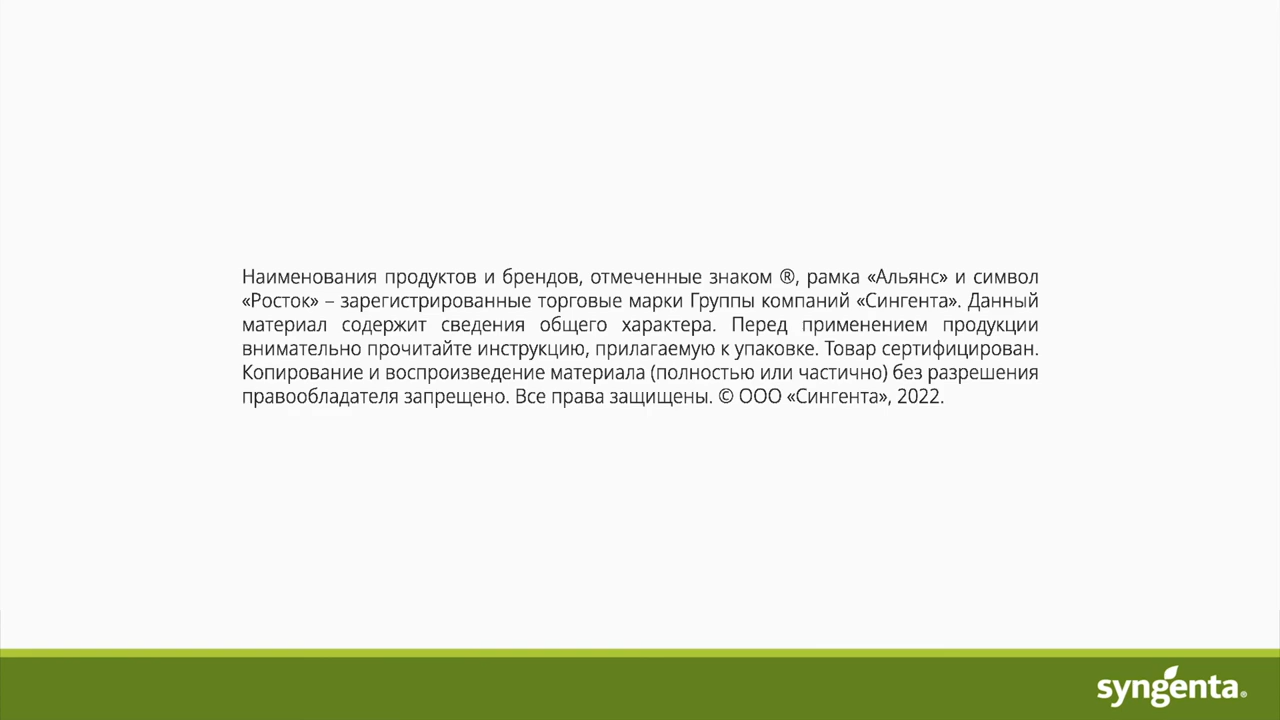 Наименования продуктов и брендов, отмеченные знаком ®, рамка «Альянс» и символ
«Росток» – зарегистрированные торговые марки Группы компаний «Сингента». Данный
материал содержит сведения общего характера. Перед применением продукции
внимательно прочитайте инструкцию, прилагаемую к упаковке. Товар сертифицирован.
Копирование и воспроизведение материала (полностью или частично) без разрешения
правообладателя запрещено. Все права защищены. © ООО «Сингента», 2022.
syngenta®